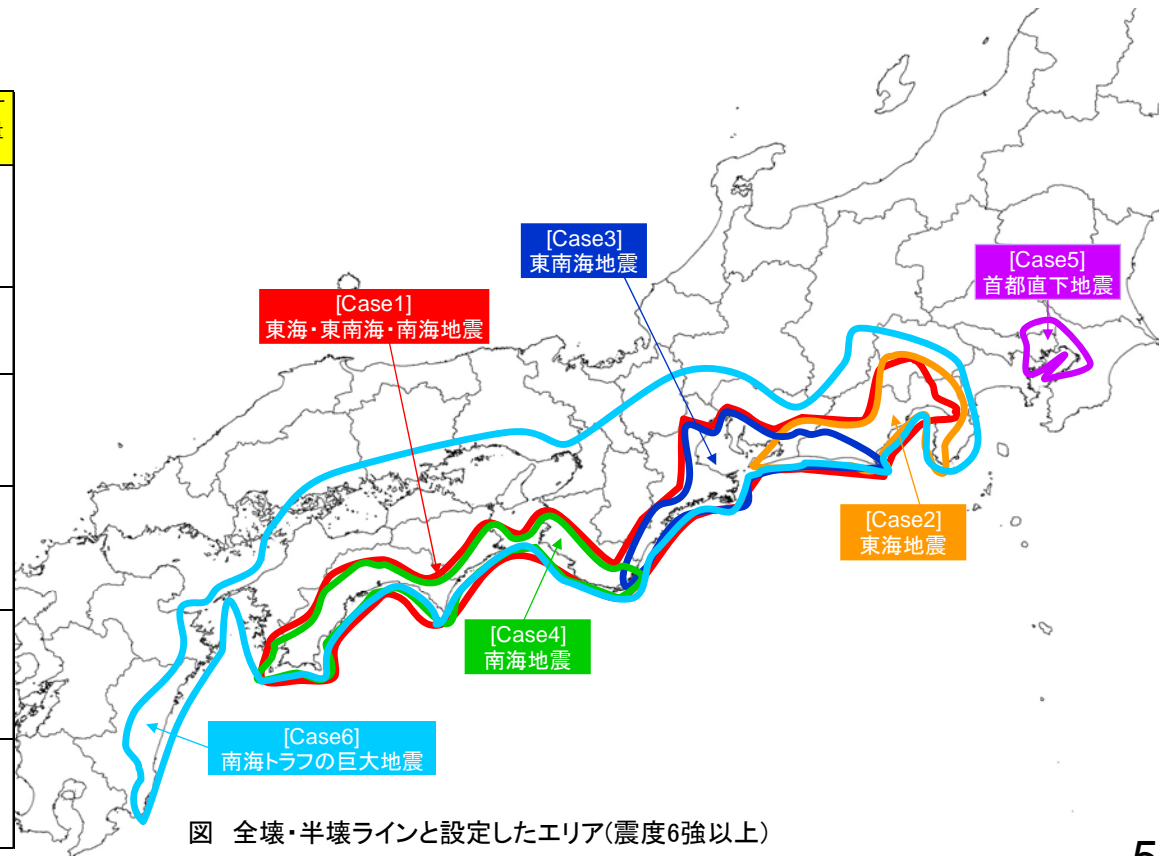 [Case3]
東南海地震
[Case5]
首都直下地震
[Case1]
東海・東南海・南海地震
[Case2]
東海地震
[Case4]
南海地震
[Case6]
南海トラフの巨大地震
図　全壊・半壊ラインと設定したエリア(震度6強以上)
5